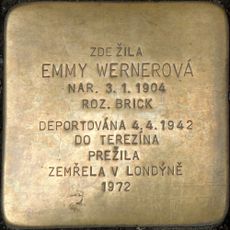 ZDE ŽILA
EMMY WERNEROVÁ
NAR. 3. 1. 1904
ROZ. BRICK
DEPORTOVÁNA 4. 4. 1942
DO TEREZÍNA
PREŽILA
ZEMŘELA V LONDÝNĚ
1972